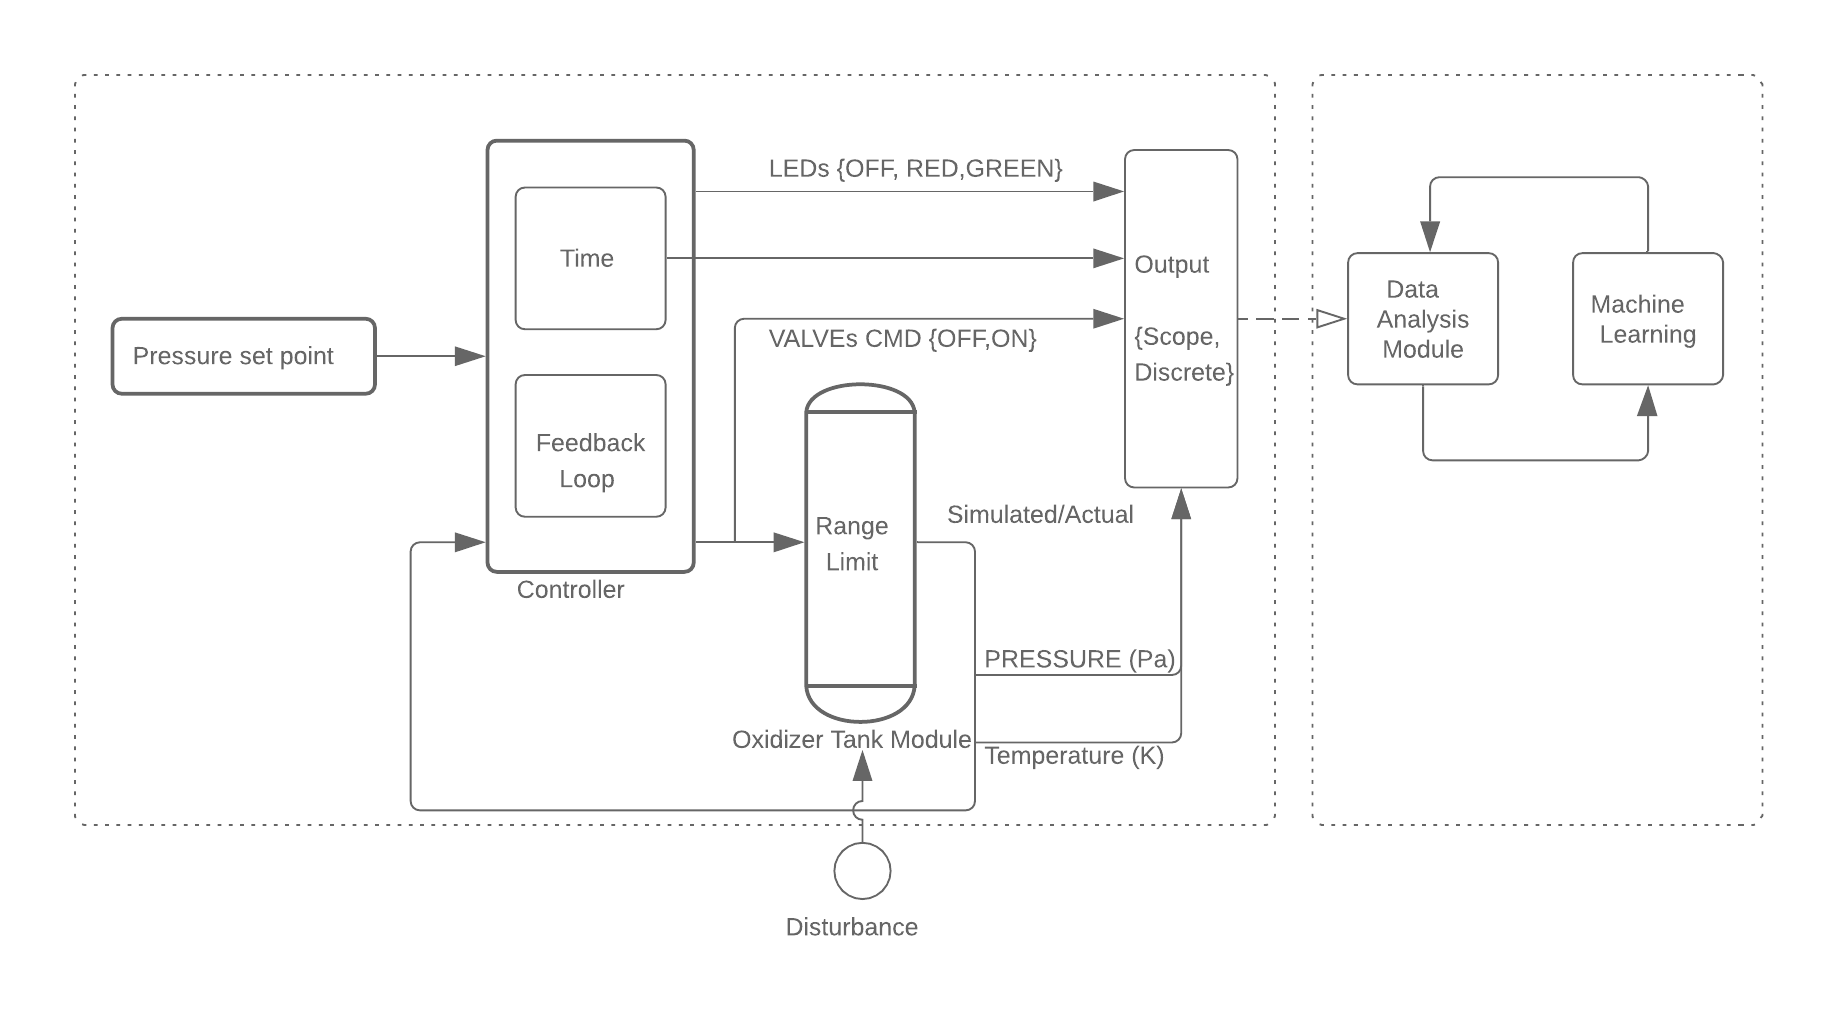 LEDs {OFF, RED,GREEN}
Time
Output
{Scope,
Discrete}
VALVEs CMD {OFF,ON}
Pressure set point
Feedback
Loop
Controller
Range
Limit
Simulated/Actual
PRESSURE (Pa)
Oxidizer Tank Module
Temperature (K)
Disturbance
Data
Analysis
Module
Machine
Learning